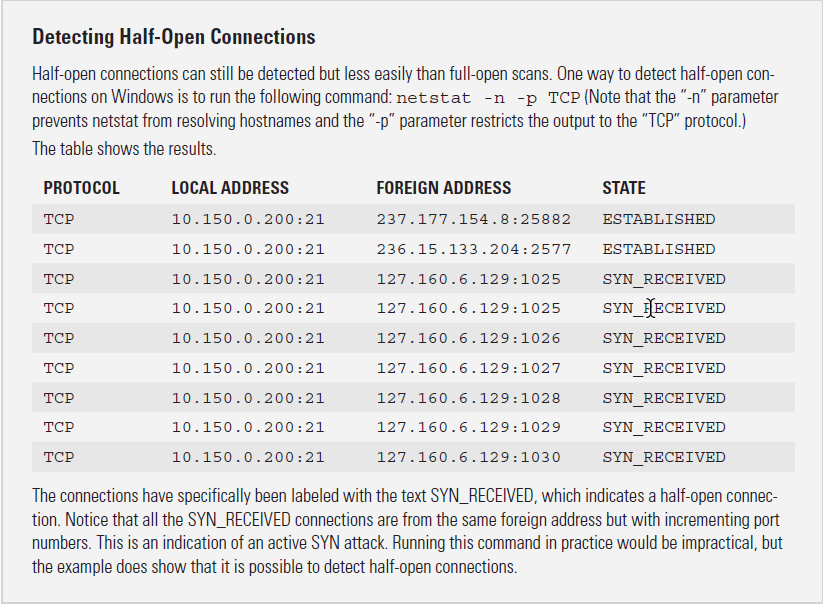 Detecting Half-Open Connections
Half-open connections can still be detected but less easily than full-open scans. One way to detect half-open con-
nections on Windows is to run the following command: netstat -n -p TCP (Note that the “-n” parameter
prevents netstat from resolving hostnames and the “-p” parameter restricts the output to the “TCP” protocol.)
The table shows the results.
PROTOCOL LOCAL ADDRESS FOREIGN ADDRESS STATE
TCP 10.150.0.200:21 237.177.154.8:25882 ESTABLISHED
TCP 10.150.0.200:21 236.15.133.204:2577 ESTABLISHED
TCP 10.150.0.200:21 127.160.6.129:1025 SYN_RECEIVED
TCP 10.150.0.200:21 127.160.6.129:1025 SYN_RECEIVED
TCP 10.150.0.200:21 127.160.6.129:1026 SYN_RECEIVED
TCP 10.150.0.200:21 127.160.6.129:1027 SYN_RECEIVED
TCP 10.150.0.200:21 127.160.6.129:1028 SYN_RECEIVED
TCP 10.150.0.200:21 127.160.6.129:1029 SYN_RECEIVED
TCP 10.150.0.200:21 127.160.6.129:1030 SYN_RECEIVED
The connections have specifically been labeled with the text SYN_RECEIVED, which indicates a half-open connec-
tion. Notice that all the SYN_RECEIVED connections are from the same foreign address but with incrementing port
numbers. This is an indication of an active SYN attack. Running this command in practice would be impractical, but
the example does show that it is possible to detect half-open connections.